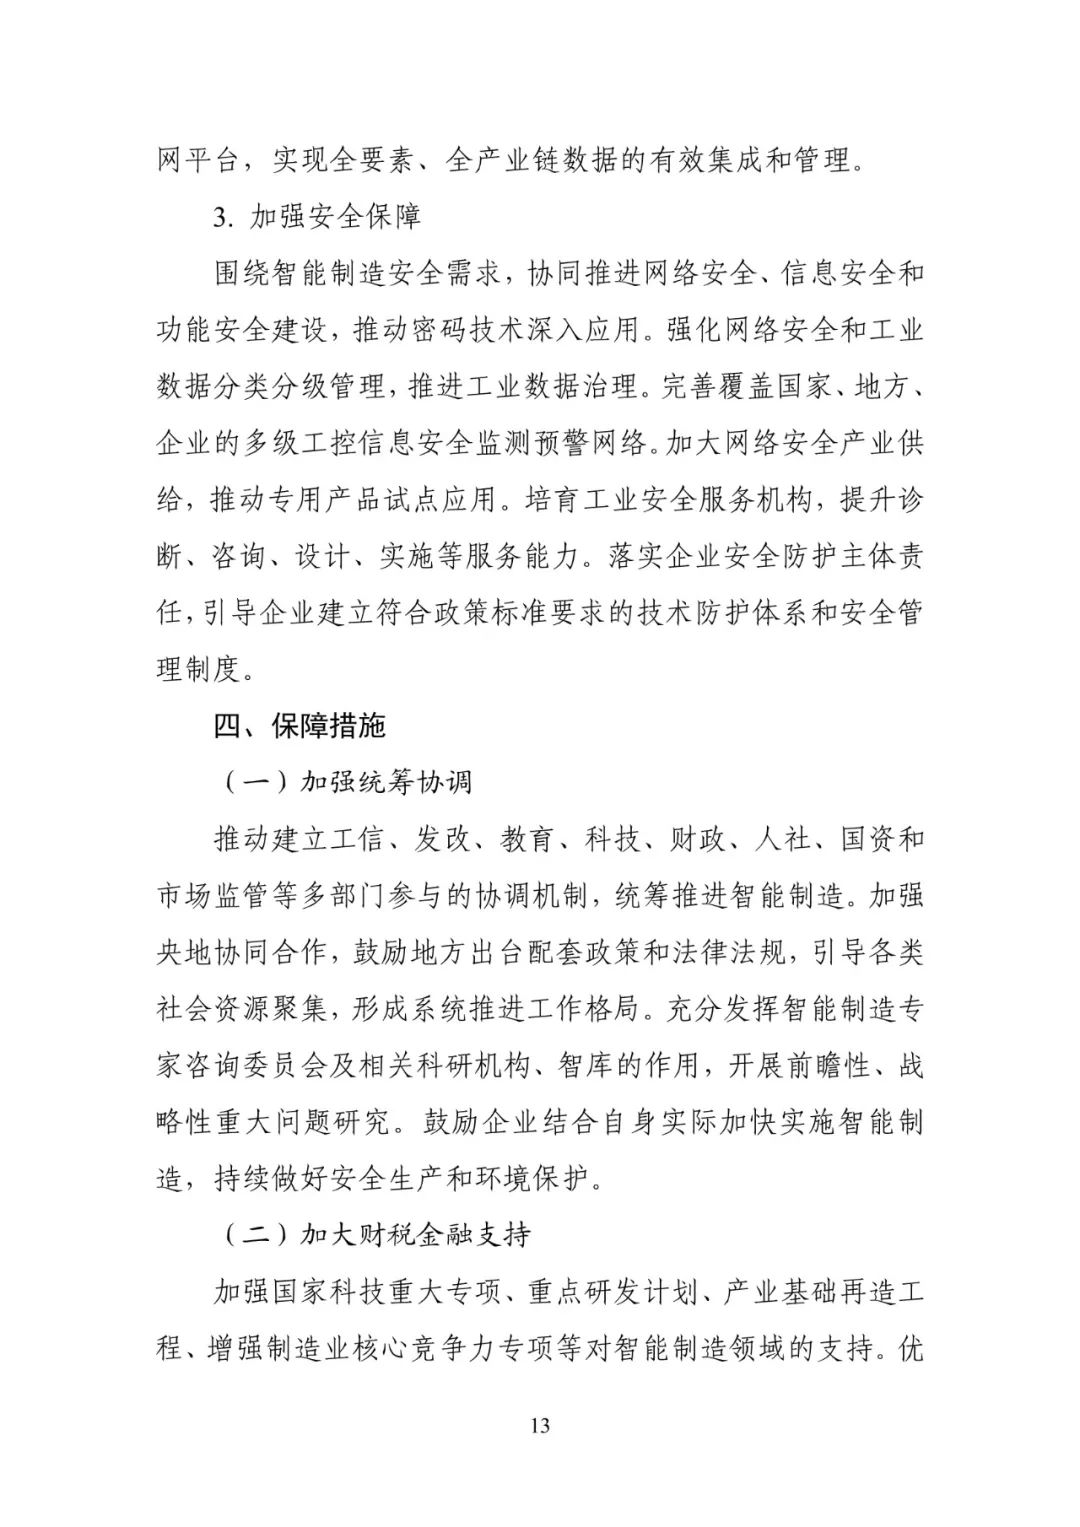 网平台，实现全要素、全产业链数据的有效集成和管理。
3. 加强安全保障
围绕智能制造安全需求，协同推进网络安全、信息安全和
功能安全建设，推动密码技术深入应用。强化网络安全和工业
数据分类分级管理，推进工业数据治理。完善覆盖国家、地方、
企业的多级工控信息安全监测预警网络。加大网络安全产业供
给，推动专用产品试点应用。培育工业安全服务机构，提升诊
断、咨询、设计、实施等服务能力。落实企业安全防护主体责
任，引导企业建立符合政策标准要求的技术防护体系和安全管
理制度。
四、保障措施
（一）加强统筹协调
推动建立工信、发改、教育、科技、财政、人社、国资和
市场监管等多部门参与的协调机制，统筹推进智能制造。加强
央地协同合作，鼓励地方出台配套政策和法律法规，引导各类
社会资源聚集，形成系统推进工作格局。充分发挥智能制造专
家咨询委员会及相关科研机构、智库的作用，开展前瞻性、战
略性重大问题研究。鼓励企业结合自身实际加快实施智能制
造，持续做好安全生产和环境保护。
（二）加大财税金融支持
加强国家科技重大专项、重点研发计划、产业基础再造工
程、增强制造业核心竞争力专项等对智能制造领域的支持。优
13